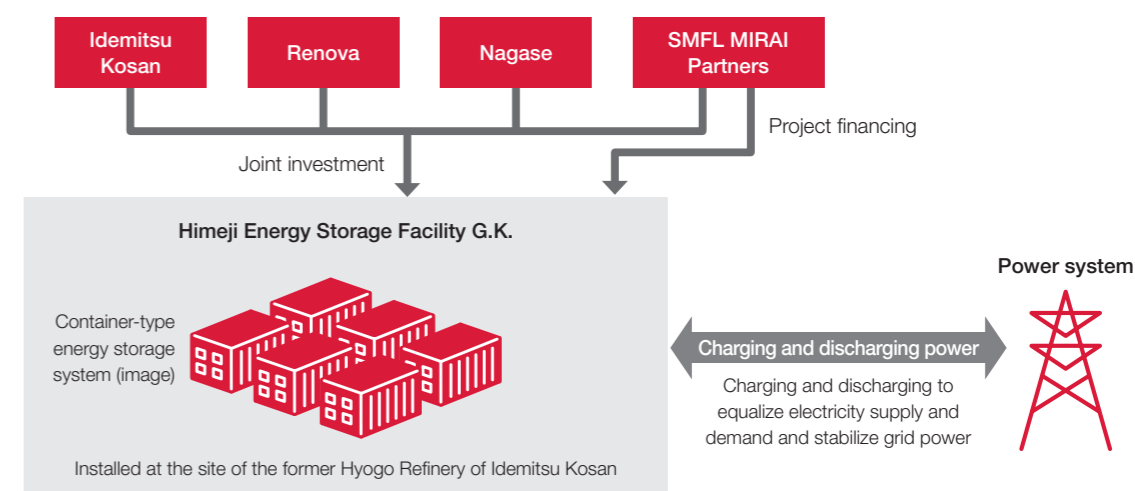 Idemitsu
Kosan
Renova
Nagase
SMFL MIRAI
Partners
Project financing
Joint investment
Himeji Energy Storage Facility G.K.
Container-type
energy storage
system (image)
Installed at the site of the former Hyogo Refinery of Idemitsu Kosan
Power system
Charging and discharging power
Charging and discharging to
equalize electricity supply and
demand and stabilize grid power